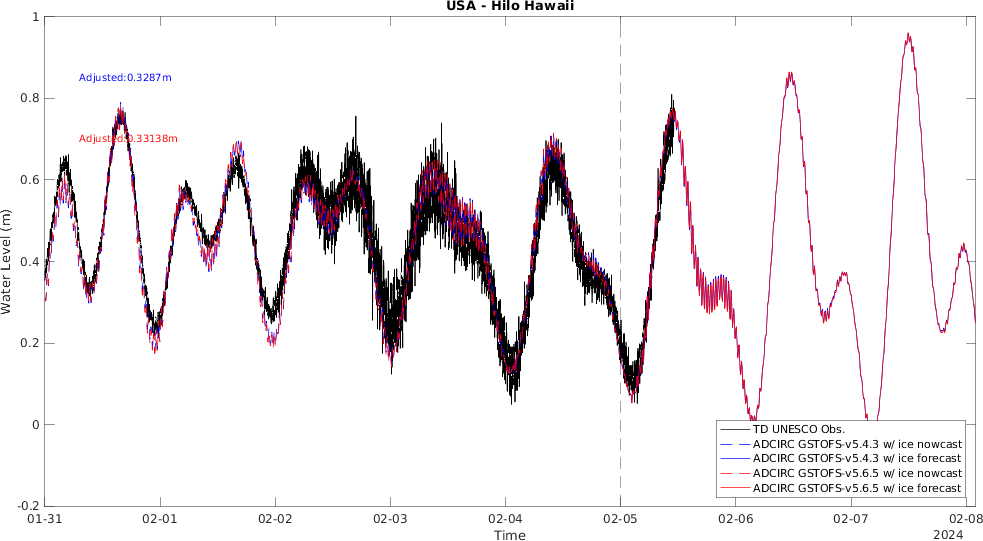 USA - Hilo Hawaii
1
0.8
0.6
0.4
0.2
0
-0.2
Water Level (m)
Adjusted:0.3287m
Adjusted:0.33138m
TD UNESCO Obs.
ADCIRC GSTOFS-v5.4.3 w/ ice nowcast
ADCIRC GSTOFS-v5.4.3 w/ ice forecast
ADCIRC GSTOFS-v5.6.5 w/ ice nowcast
ADCIRC GSTOFS-v5.6.5 w/ ice forecast
01-31 02-01 02-02 02-03 02-04 02-05 02-06 02-07 02-08
Time
2024